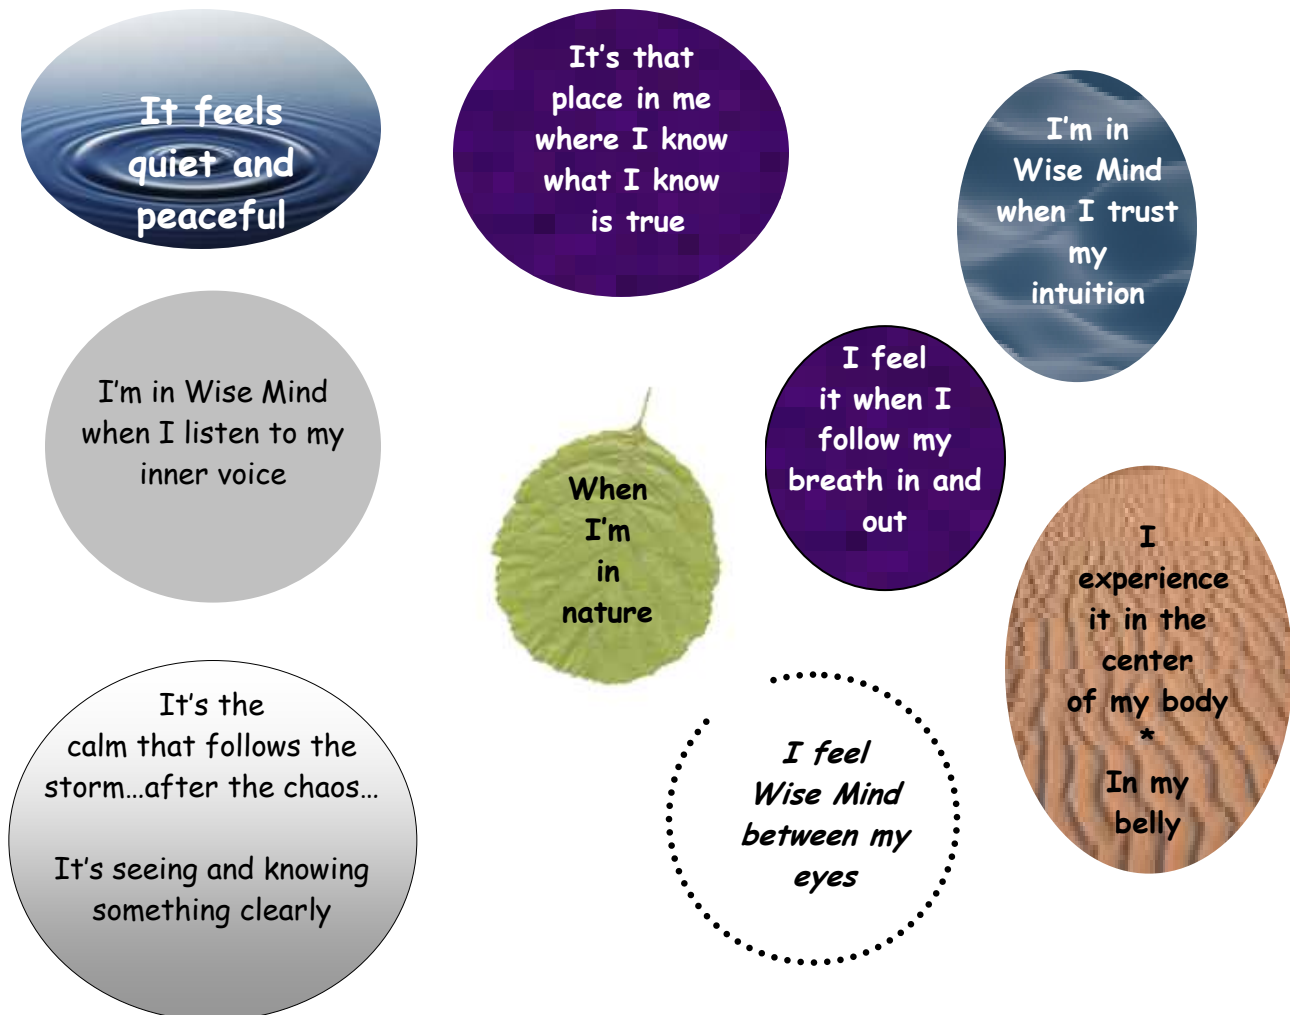 It feels
quiet and
peaceful
It's that
place in me
where I know
what I know
is true
I'm in
Wise Mind
when I trust
my
intuition
I'm in Wise Mind
when I listen to my
inner voice
I feel
it when I
follow my
breath in and
out
When
I'm
in
nature
I
experience
it in the
center
of my body
*
In my
belly
It's the
calm that follows the
storm…after the chaos…
It's seeing and knowing
something clearly
I feel
Wise Mind
between my
eyes